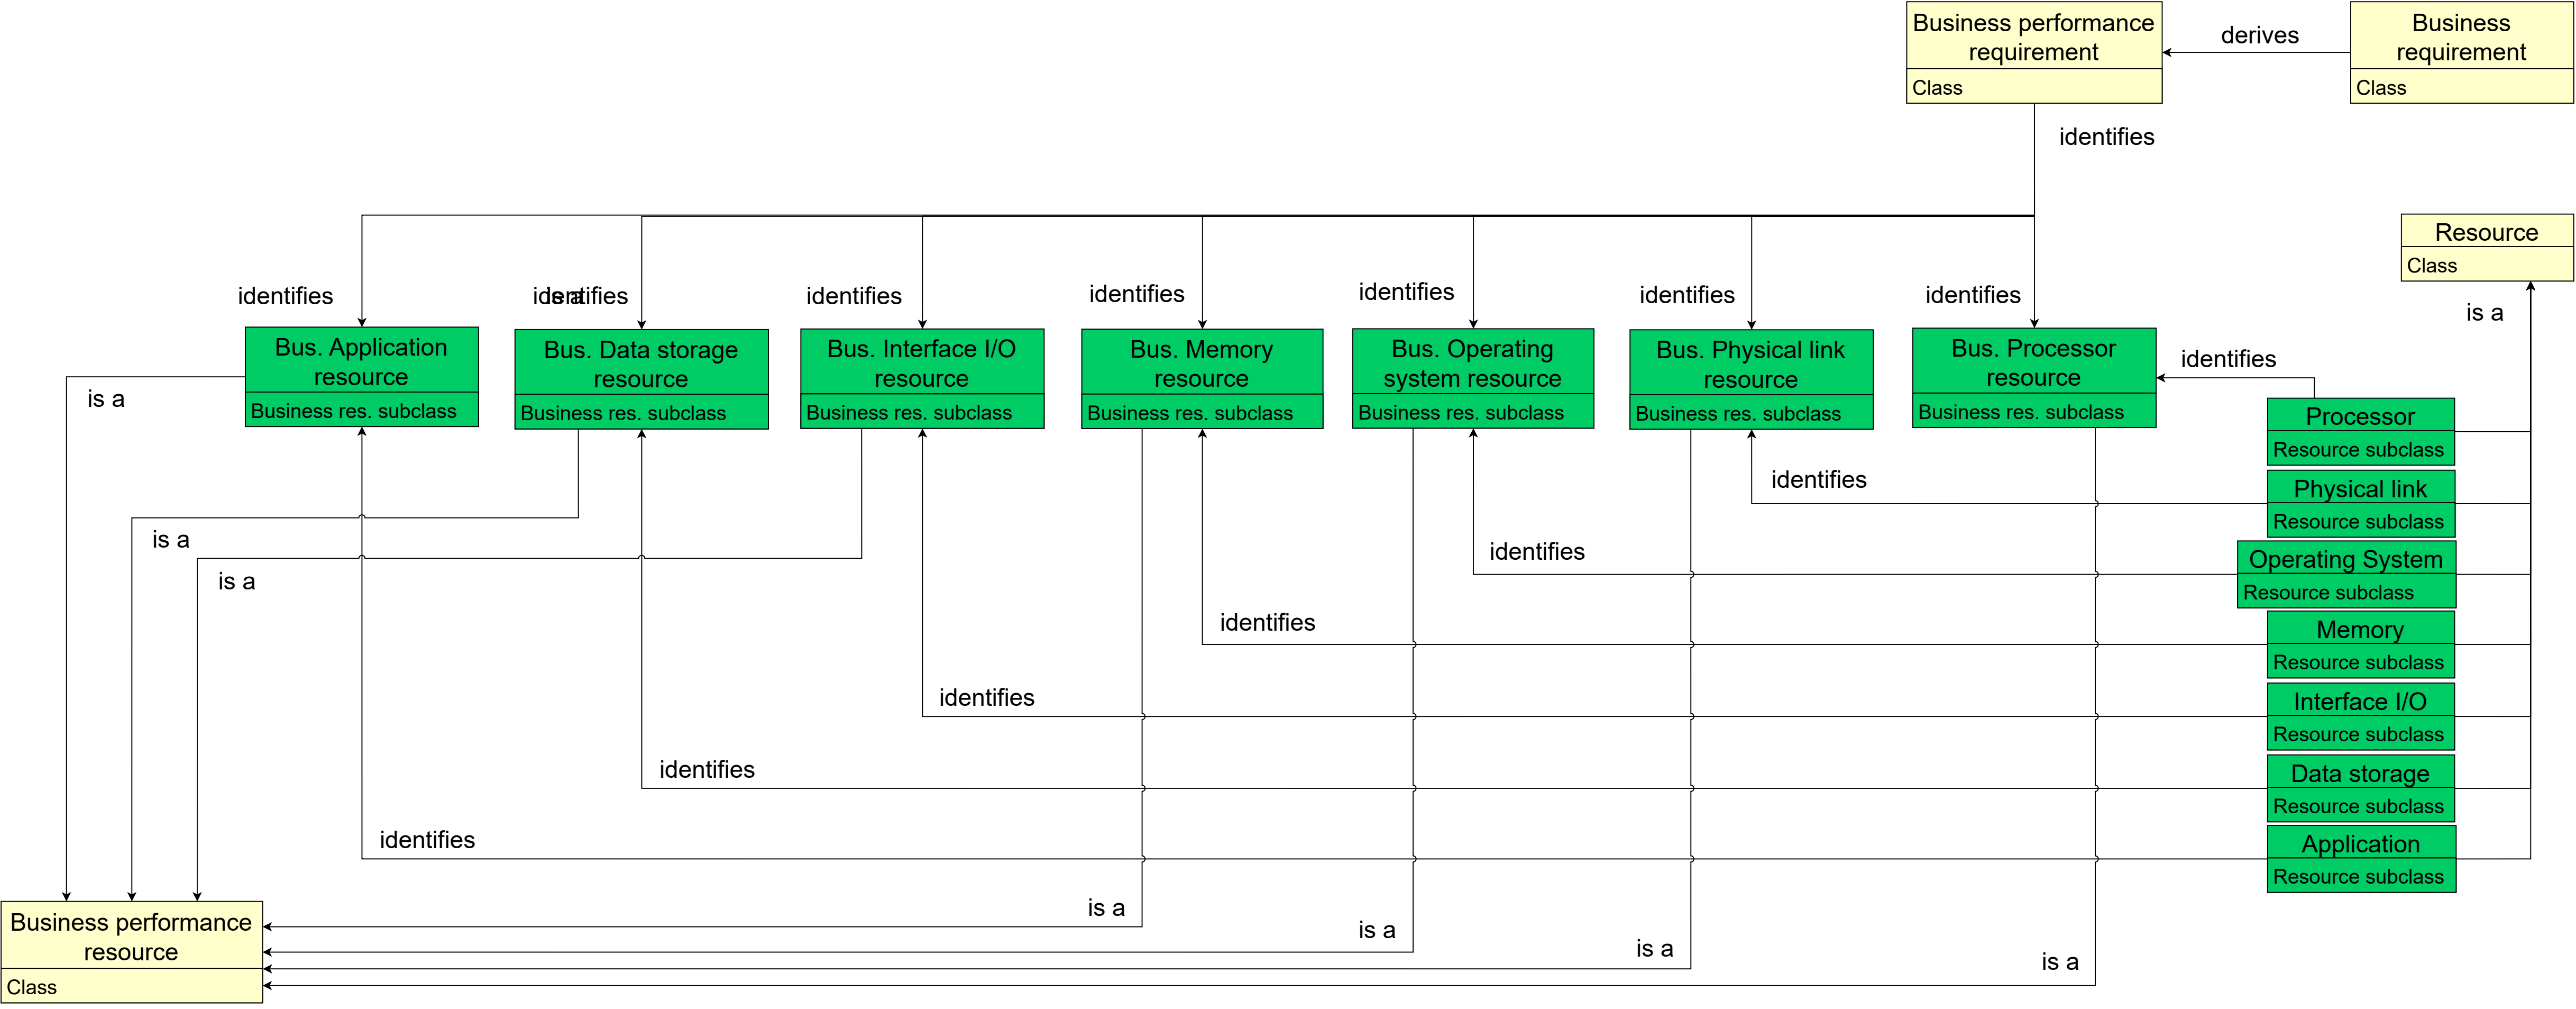 Business performance
requirement
Class
derives
Business
requirement
Class
identifies
Resource
Class
is a
identifies
identifies
is a
identifies
identifies
identifies
identifies
identifies
Bus. Application
resource
Business res. subclass
Bus. Data storage
resource
Business res. subclass
Bus. Interface I/O
resource
Business res. subclass
Bus. Memory
resource
Business res. subclass
Bus. Operating
system resource
Business res. subclass
Bus. Physical link
resource
Business res. subclass
Bus. Processor
resource
Business res. subclass
identifies
is a
Processor
Resource subclass
identifies
Physical link
Resource subclass
is a
identifies
Operating System
Resource subclass
is a
identifies
Memory
Resource subclass
identifies
Interface I/O
Resource subclass
identifies
Data storage
Resource subclass
identifies
Application
Resource subclass
is a
is a
is a
is a
Business performance
resource
Class